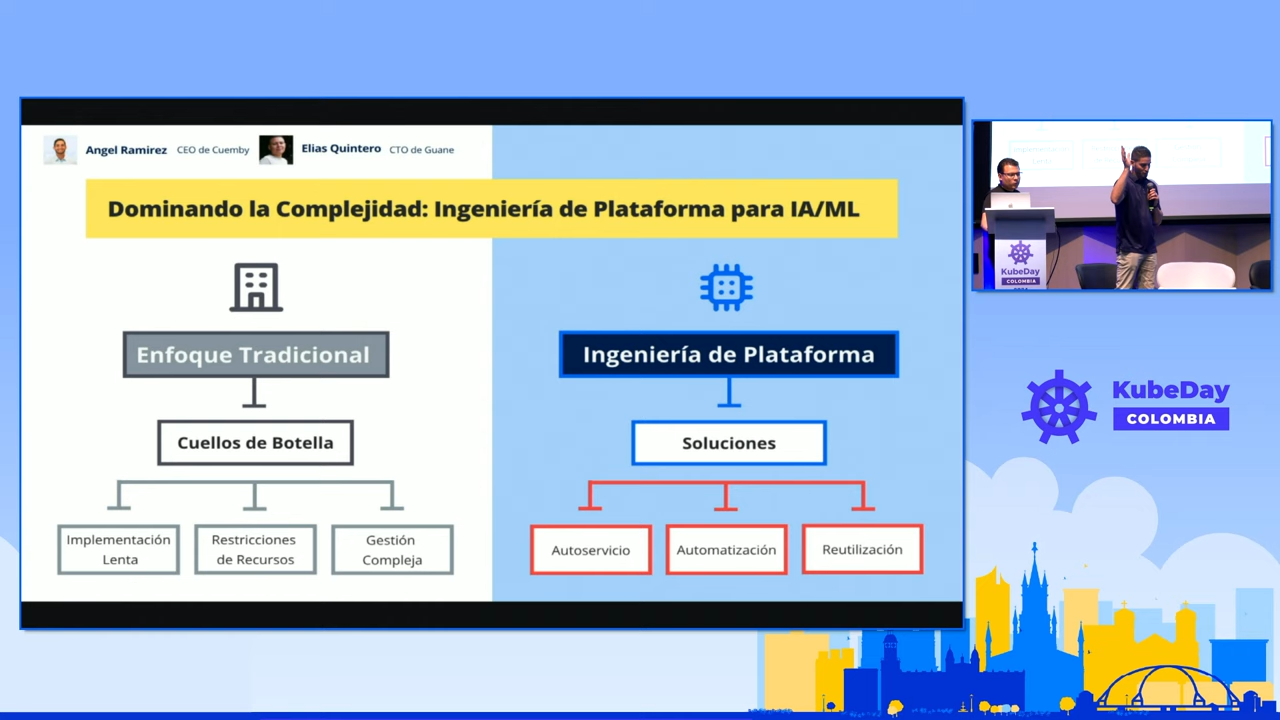 Angel Ramirez CEO de Cuemby Elias Quintero CTO de Guane
Dominando la Complejidad: Ingeniería de Plataforma para IA/ML
Enfoque Tradicional
Cuellos de Botella
Implementación
Lenta
Restricciones
de Recursos
Gestión
Compleja
Ingeniería de Plataforma
Soluciones
Autoservicio
Automatización
Reutilización
KubeDay
COLOMBIA
KubeDay
COLOMBIA